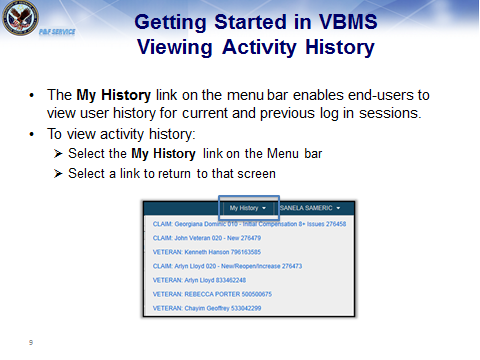 P&F SERVICE
Getting Started in VBMS
Viewing Activity History
• The My History link on the menu bar enables end-users to
view user history for current and previous log in sessions.
• To view activity history:
➢ Select the My History link on the Menu bar
➢ Select a link to return to that screen
My History ▼ SANELA SAMERIC ▼
CLAIM: Georgiana Dominic 010 - Initial Compensation 8+ Issues 276458
CLAIM: John Veteran 020 - New 276479
VETERAN: Kenneth Hanson 796163585
CLAIM: Arlyn Lloyd 020 - New/Reopen/Increase 276473
VETERAN: Arlyn Lloyd 833462248
VETERAN: REBECCA PORTER 500500675
VETERAN: Chayim Geoffrey 533042299
9